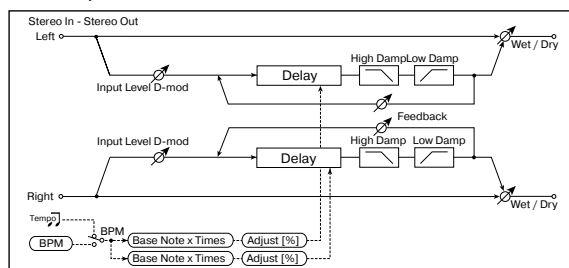 Stereo In - Stereo Out
Left
Wet / Dry
High Damp Low Damp
Delay
Input Level D-mod
Feedback
Input Level D-mod
High Damp Low Damp
Delay
Right
Wet / Dry
Tempo
BPM
BPM
Base Note x Times Adjust [%]
Base Note x Times Adjust [%]